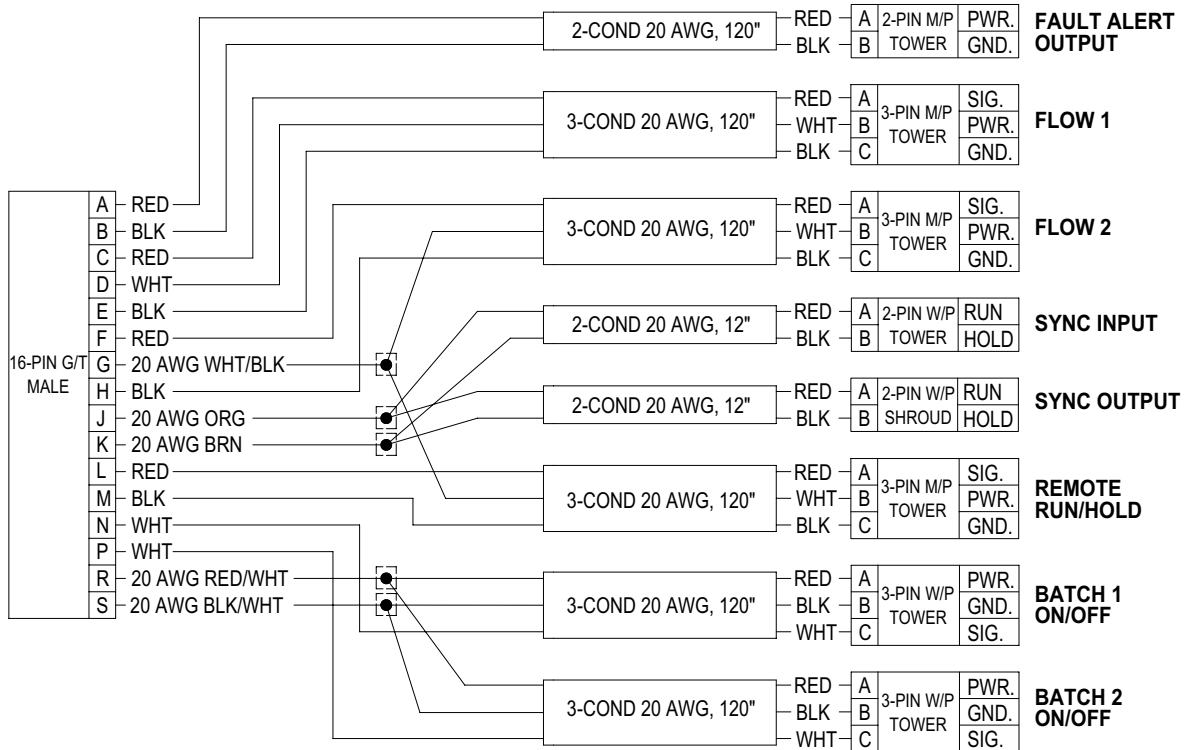 2-COND 20 AWG, 120"
RED A 2-PIN M/P PWR.
BLK B TOWER GND.
FAULT ALERT
OUTPUT
3-COND 20 AWG, 120"
RED A 3-PIN M/P SIG.
WHT B TOWER PWR.
BLK C GND.
FLOW 1
16-PIN G/T
MALE
A RED
B BLK
C RED
D WHT
E BLK
F RED
G 20 AWG WHT/BLK
H BLK
J 20 AWG ORG
K 20 AWG BRN
L RED
M BLK
N WHT
P WHT
R 20 AWG RED/WHT
S 20 AWG BLK/WHT
3-COND 20 AWG, 120"
RED A 3-PIN M/P SIG.
WHT B TOWER PWR.
BLK C GND.
FLOW 2
2-COND 20 AWG, 12"
RED A 2-PIN W/P RUN
BLK B TOWER HOLD
SYNC INPUT
2-COND 20 AWG, 12"
RED A 2-PIN W/P RUN
BLK B SHROUD HOLD
SYNC OUTPUT
3-COND 20 AWG, 120"
RED A 3-PIN M/P SIG.
WHT B TOWER PWR.
BLK C GND.
REMOTE
RUN/HOLD
3-COND 20 AWG, 120"
RED A 3-PIN W/P PWR.
BLK B TOWER GND.
WHT C SIG.
BATCH 1
ON/OFF
3-COND 20 AWG, 120"
RED A 3-PIN W/P PWR.
BLK B TOWER GND.
WHT C SIG.
BATCH 2
ON/OFF